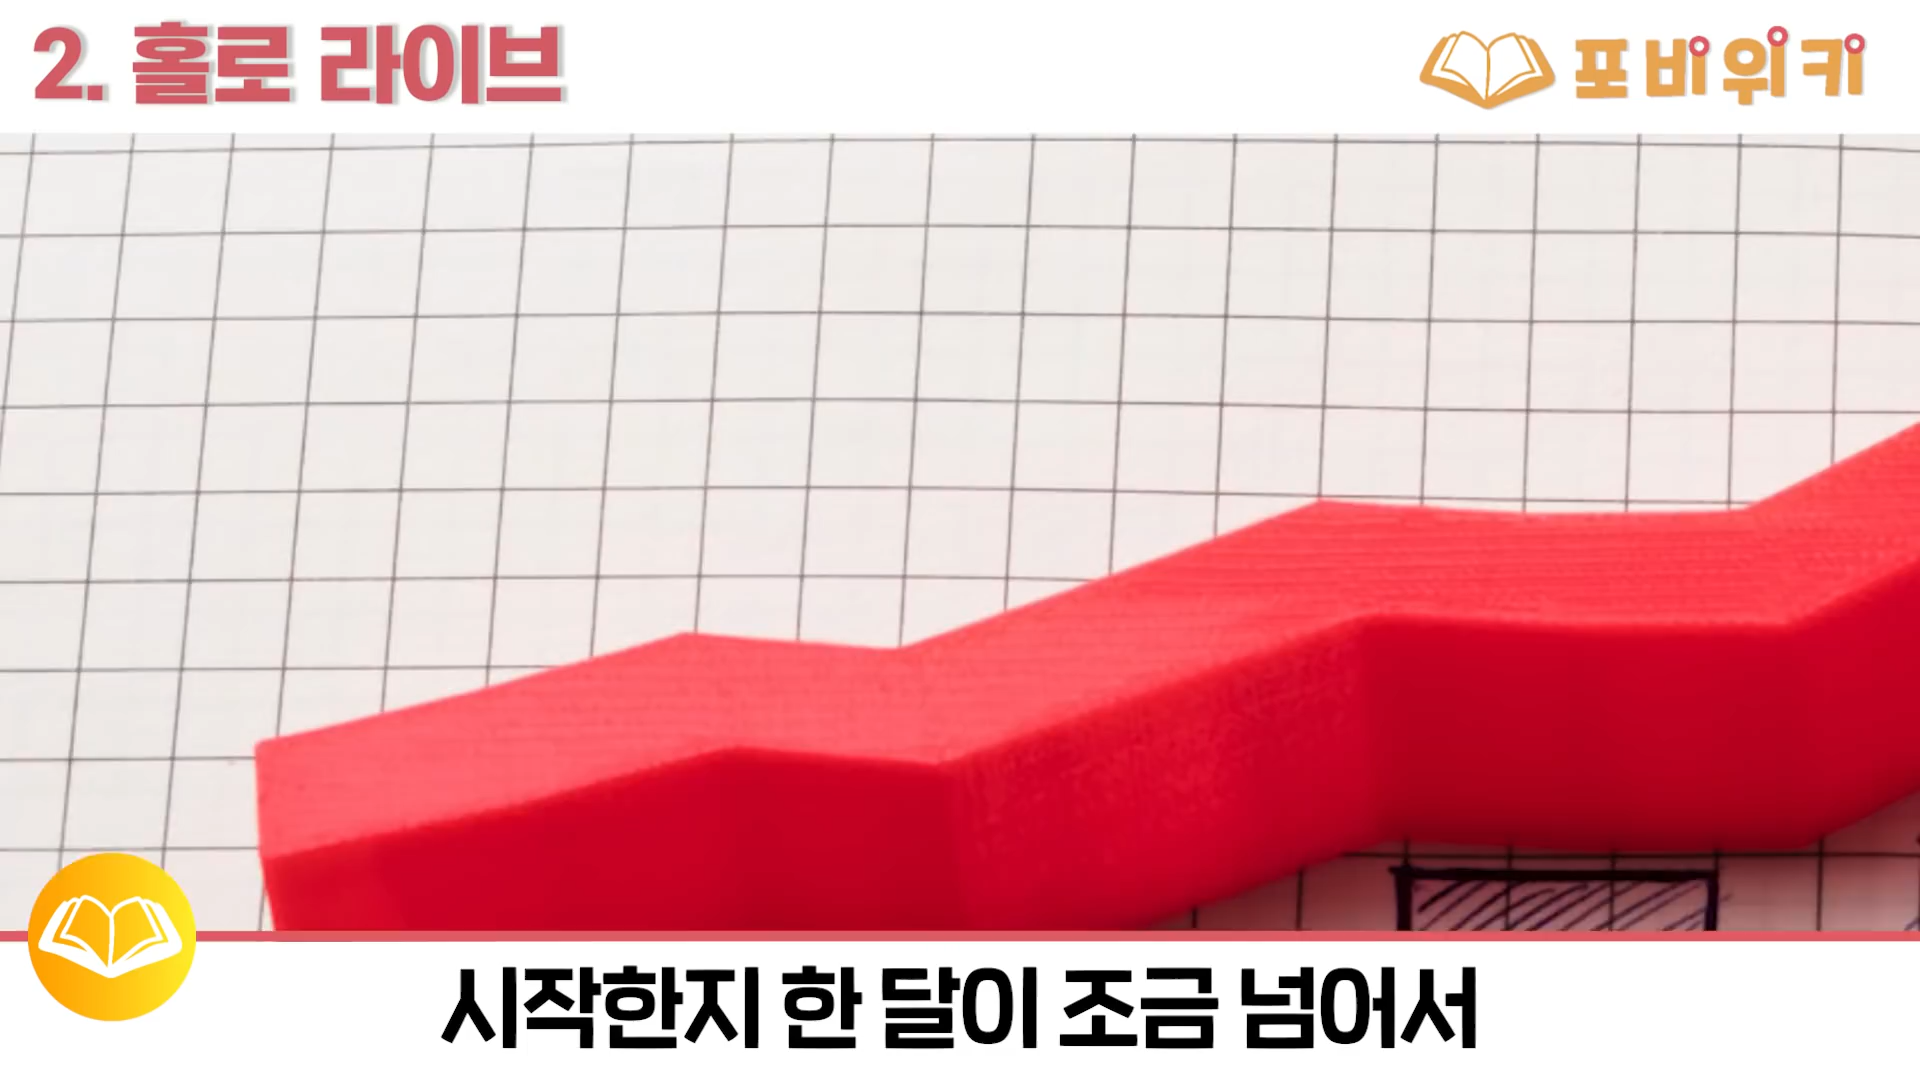 2. 홀로 라이브
포비위키
시작한지 한 달이 조금 넘어서